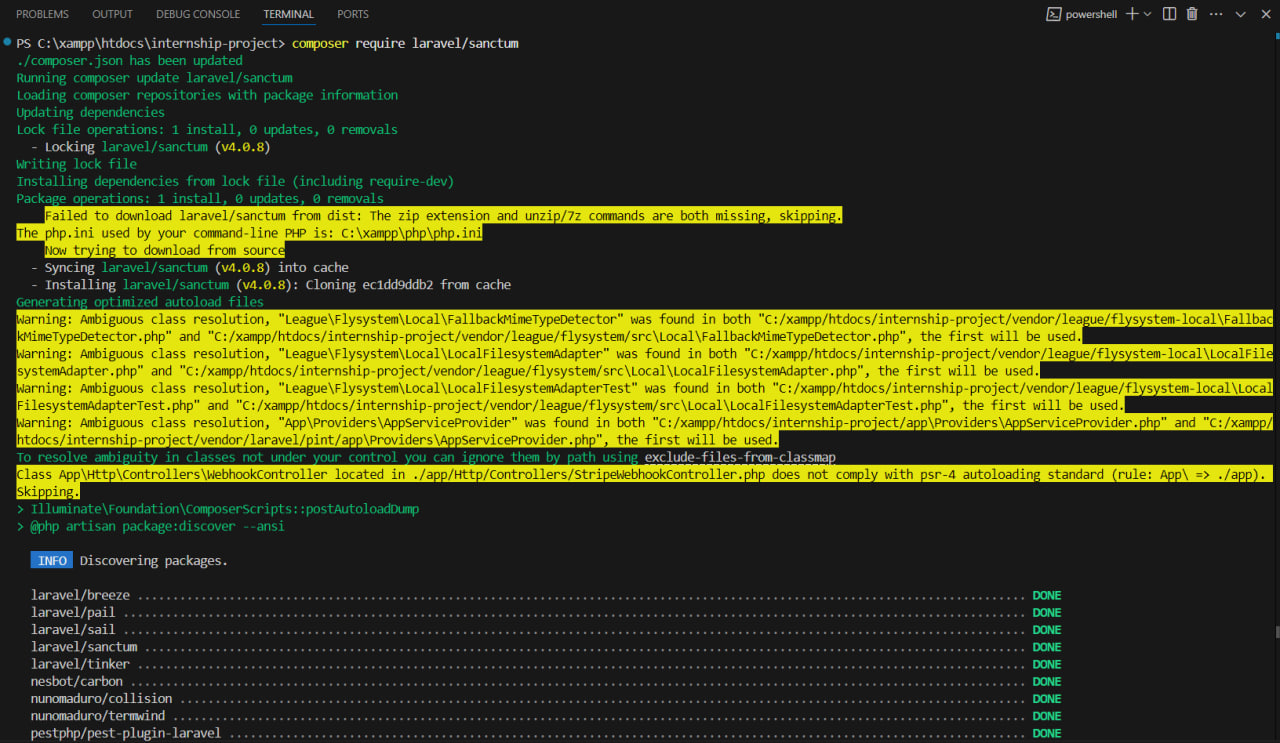 PROBLEMS OUTPUT DEBUG CONSOLE TERMINAL PORTS powershell
PS C:\xampp\htdocs\internship-project> composer require laravel/sanctum
./composer.json has been updated
Running composer update laravel/sanctum
Loading composer repositories with package information
Updating dependencies
Lock file operations: 1 install, 0 updates, 0 removals
  - Locking laravel/sanctum (v4.0.8)
Writing lock file
Installing dependencies from lock file (including require-dev)
Package operations: 1 install, 0 updates, 0 removals
    Failed to download laravel/sanctum from dist: The zip extension and unzip/7z commands are both missing, skipping.
The php.ini used by your command-line PHP is: C:\xampp\php\php.ini
    Now trying to download from source
  - Syncing laravel/sanctum (v4.0.8) into cache
  - Installing laravel/sanctum (v4.0.8): Cloning ec1dd9ddb2 from cache
Generating optimized autoload files
Warning: Ambiguous class resolution, "League\Flysystem\Local\FallbackMimeTypeDetector" was found in both "C:/xampp/htdocs/internship-project/vendor/league/flysystem-local\Fallbac
kMimeTypeDetector.php" and "C:/xampp/htdocs/internship-project/vendor/league/flysystem/src\Local\FallbackMimeTypeDetector.php", the first will be used.
Warning: Ambiguous class resolution, "League\Flysystem\Local\LocalFilesystemAdapter" was found in both "C:/xampp/htdocs/internship-project/vendor/league/flysystem-local\LocalFile
systemAdapter.php" and "C:/xampp/htdocs/internship-project/vendor/league/flysystem/src\Local\LocalFilesystemAdapter.php", the first will be used.
Warning: Ambiguous class resolution, "League\Flysystem\Local\LocalFilesystemAdapterTest" was found in both "C:/xampp/htdocs/internship-project/vendor/league/flysystem-local\Local
FilesystemAdapterTest.php" and "C:/xampp/htdocs/internship-project/vendor/league/flysystem/src\Local\LocalFilesystemAdapterTest.php", the first will be used.
Warning: Ambiguous class resolution, "App\Providers\AppServiceProvider" was found in both "C:/xampp/htdocs/internship-project/app\Providers\AppServiceProvider.php" and "C:/xampp/
htdocs/internship-project/vendor/laravel/pint/app\Providers\AppServiceProvider.php", the first will be used.
To resolve ambiguity in classes not under your control you can ignore them by path using exclude-files-from-classmap
Class App\Http\Controllers\WebhookController located in ./app/Http/Controllers/StripeWebhookController.php does not comply with psr-4 autoloading standard (rule: App\ => ./app).
Skipping.
> Illuminate\Foundation\ComposerScripts::postAutoloadDump
> @php artisan package:discover --ansi
INFO Discovering packages.
laravel/breeze ........ DONE
laravel/pail ........ DONE
laravel/sail ........ DONE
laravel/sanctum ........ DONE
laravel/tinker ........ DONE
nesbot/carbon ........ DONE
nunomaduro/collision ........ DONE
nunomaduro/termwind ........ DONE
pestphp/pest-plugin-laravel ........ DONE